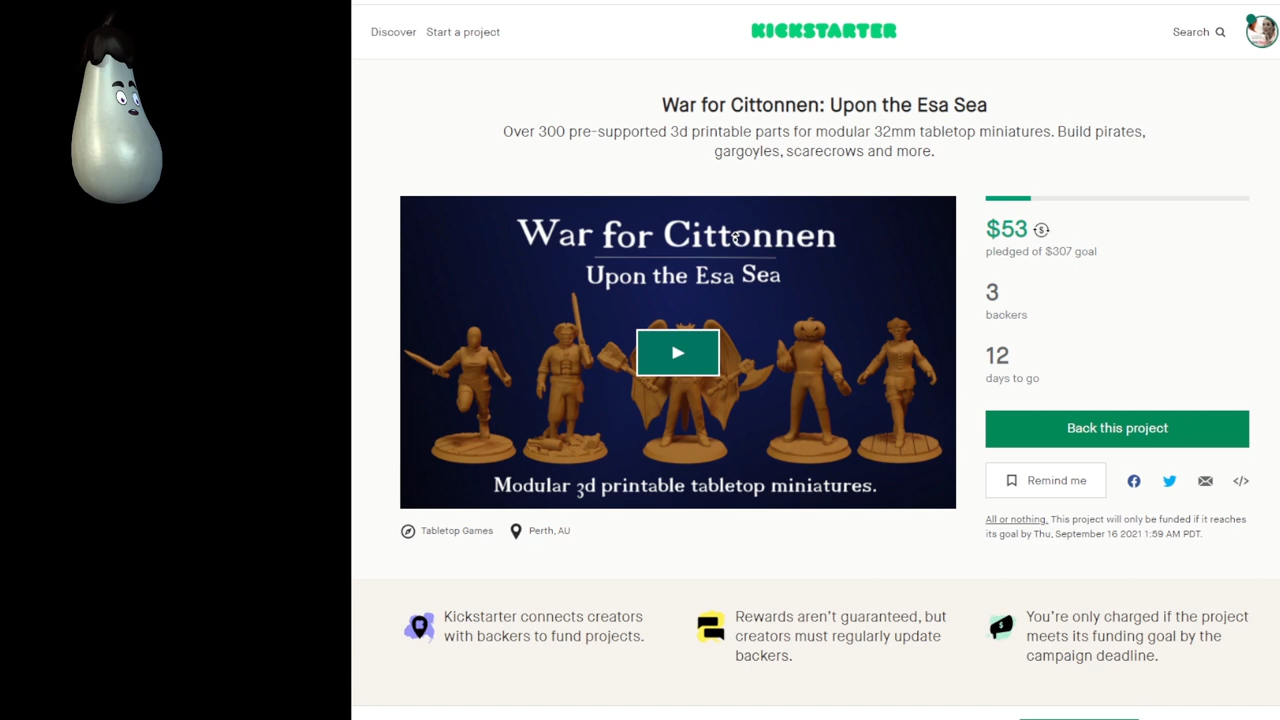 Discover Start a project
KICKSTARTER
Search
War for Cittonnen: Upon the Esa Sea
Over 300 pre-supported 3d printable parts for modular 32mm tabletop miniatures. Build pirates,
gargoyles, scarecrows and more.
War for Cittonnen
Upon the Esa Sea
Modular 3d printable tabletop miniatures.
Tabletop Games Perth, AU
$53
pledged of $307 goal
3
backers
12
days to go
Back this project
Remind me
All or nothing. This project will only be funded if it reaches
its goal by Thu, September 16 2021 1:59 AM PDT.
Kickstarter connects creators
with backers to fund projects.
Rewards aren’t guaranteed, but
creators must regularly update
backers.
You’re only charged if the project
meets its funding goal by the
campaign deadline.